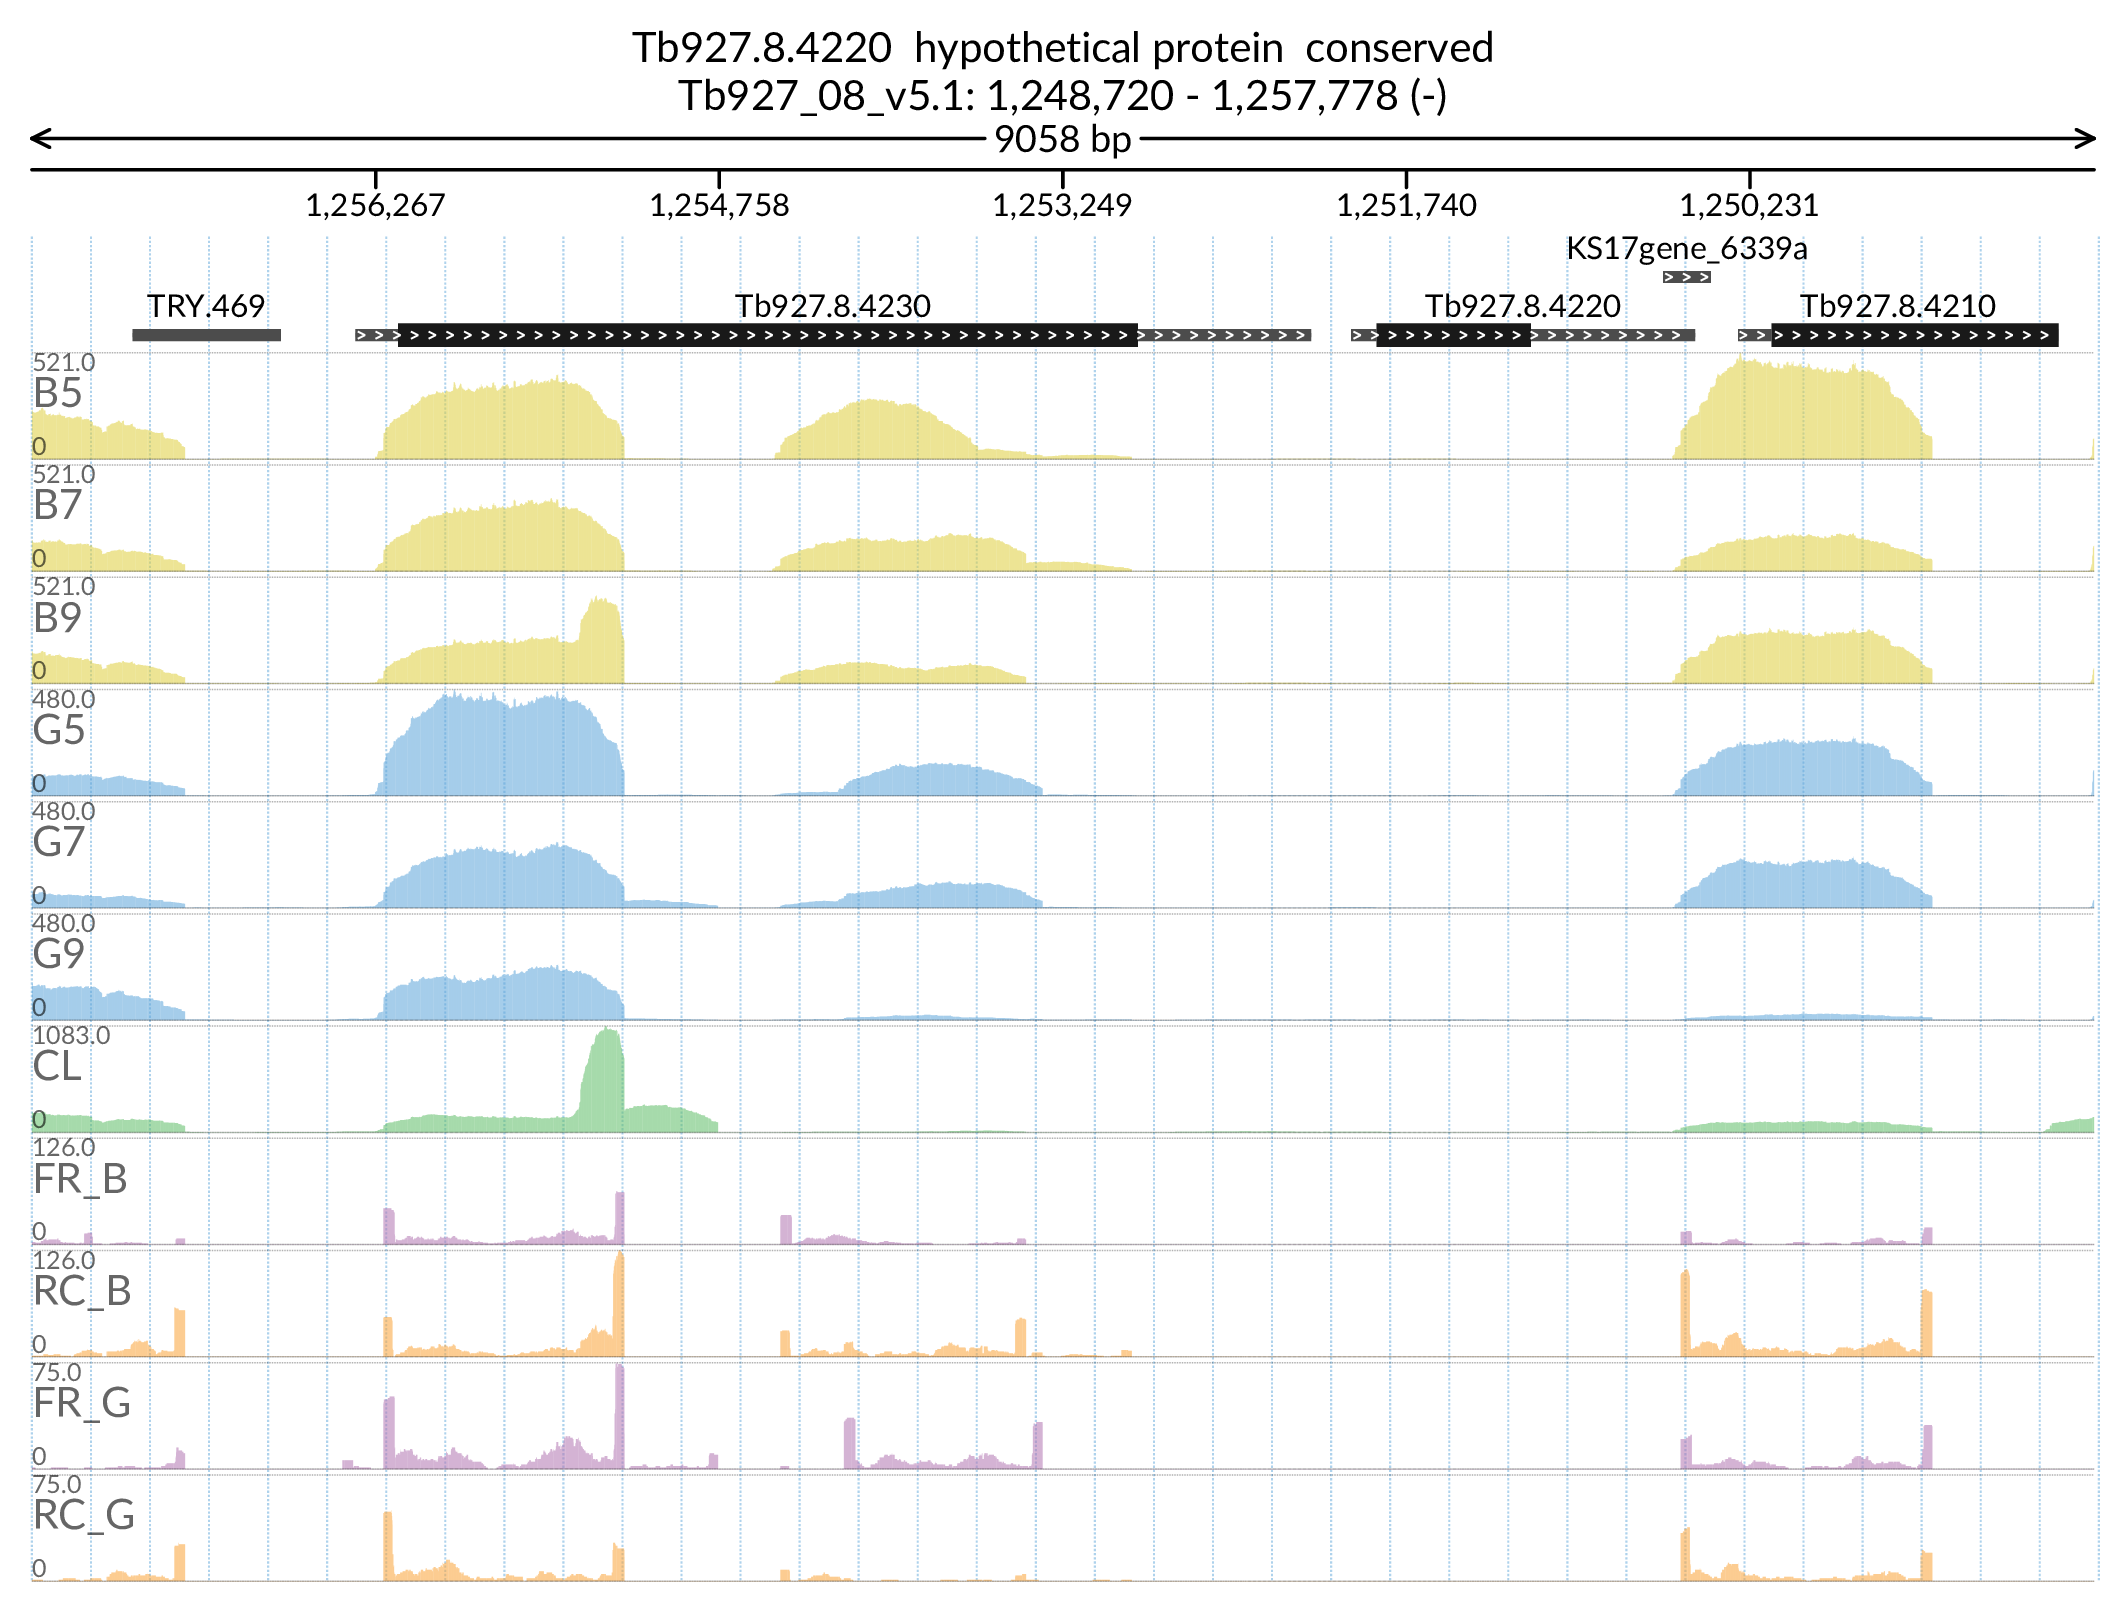 Tb927.8.4220  hypothetical protein  conserved
Tb927_08_v5.1: 1,248,720 - 1,257,778 (-)
9058 bp
1,256,267 1,254,758 1,253,249 1,251,740 1,250,231
KS17gene_6339a
TRY.469 Tb927.8.4230 Tb927.8.4220 Tb927.8.4210
521.0
B5
0
521.0
B7
0
521.0
B9
0
480.0
G5
0
480.0
G7
0
480.0
G9
0
1083.0
CL
0
126.0
FR_B
0
126.0
RC_B
0
75.0
FR_G
0
75.0
RC_G
0